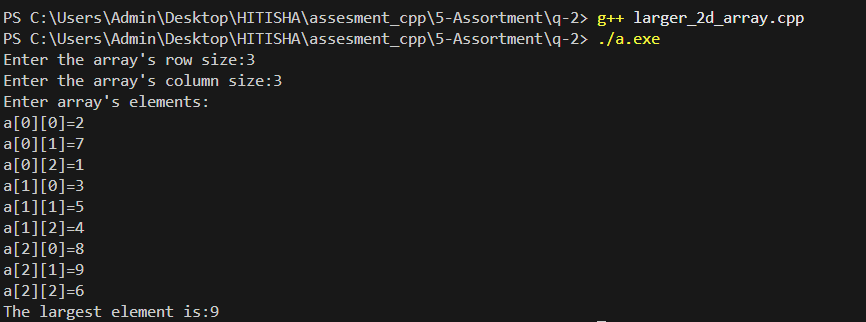 PS C:\Users\Admin\Desktop\HITISHA\assesment_cpp\5-Assortment\q-2> g++ larger_2d_array.cpp
PS C:\Users\Admin\Desktop\HITISHA\assesment_cpp\5-Assortment\q-2> ./a.exe
Enter the array's row size:3
Enter the array's column size:3
Enter array's elements:
a[0][0]=2
a[0][1]=7
a[0][2]=1
a[1][0]=3
a[1][1]=5
a[1][2]=4
a[2][0]=8
a[2][1]=9
a[2][2]=6
The largest element is:9